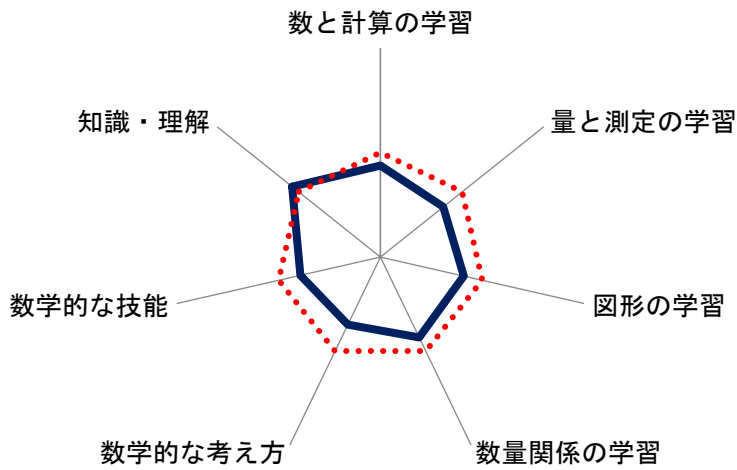 数と計算の学習
量と測定の学習
図形の学習
数量関係の学習
数学的な考え方
数学的な技能
知識・理解